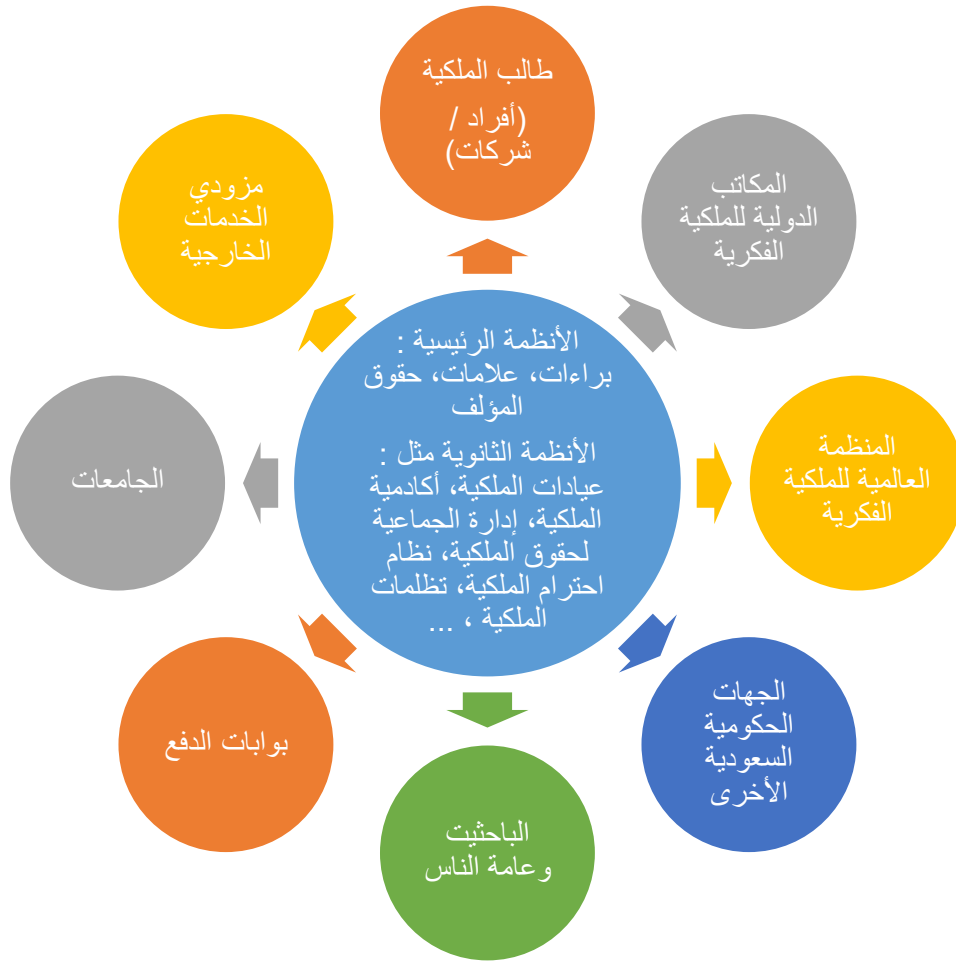 طالب الملكية
(أفراد /
شركات)
المكاتب
الدولية للملكية
الفكرية
المنظمة
العالمية للملكية
الفكرية
الجهات
الحكومية
السعودية
الأخرى
الباحثيت
وعامة الناس
بوابات الدفع
الجامعات
مزودي
الخدمات
الخارجية
الأنظمة الرئيسية :
براءات، علامات، حقوق
المؤلف
الأنظمة الثانوية مثل :
عيادات الملكية، أكادمية
الملكية، إدارة الجماعية
لحقوق الملكية، نظام
احترام الملكية، تظلمات
الملكية ، ...